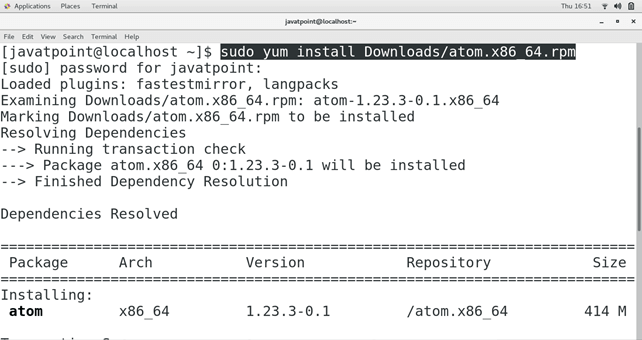 Applications Places Terminal Thu 16:51
javatpoint@localhost:~
File Edit View Search Terminal Help
[javatpoint@localhost ~]$ sudo yum install Downloads/atom.x86_64.rpm
[sudo] password for javatpoint:
Loaded plugins: fastestmirror, langpacks
Examining Downloads/atom.x86_64.rpm: atom-1.23.3-0.1.x86_64
Marking Downloads/atom.x86_64.rpm to be installed
Resolving Dependencies
--> Running transaction check
---> Package atom.x86_64 0:1.23.3-0.1 will be installed
--> Finished Dependency Resolution
Dependencies Resolved
================================================================================
Package Arch Version Repository Size
================================================================================
Installing:
atom x86_64 1.23.3-0.1 /atom.x86_64 414 M